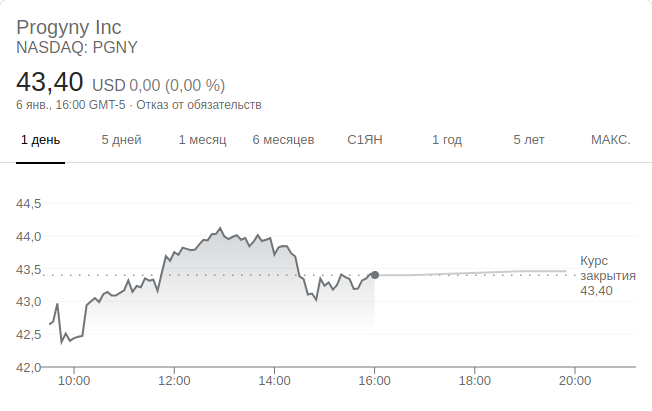 Progyny Inc
NASDAQ: PGNY
43,40 USD 0,00 (0,00 %)
6 янв., 16:00 GMT-5 · Отказ от обязательств
1 день 5 дней 1 месяц 6 месяцев С1ЯН 1 год 5 лет МАКС.
44,5
44,0
43,5
43,0
42,5
42,0
Курс
закрытия
43,40
10:00 12:00 14:00 16:00 18:00 20:00